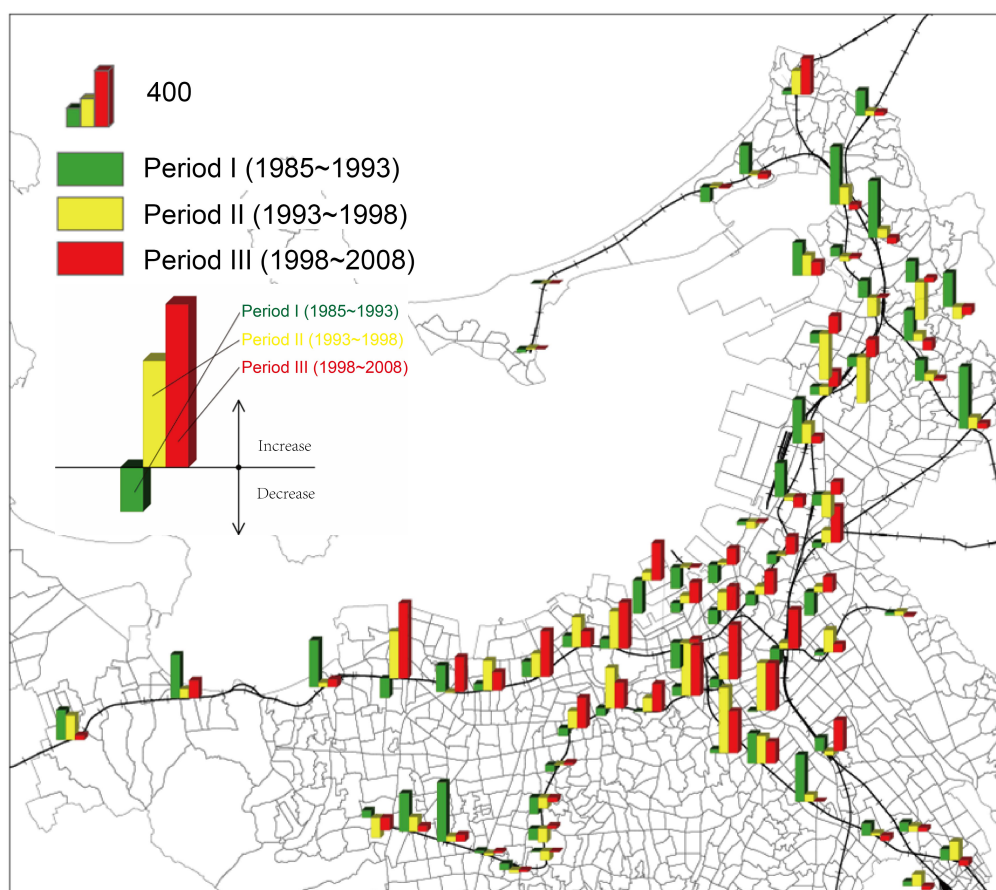 400
Period I (1985~1993)
Period II (1993~1998)
Period III (1998~2008)
Period I (1985~1993)
Period II (1993~1998)
Period III (1998~2008)
Increase
Decrease